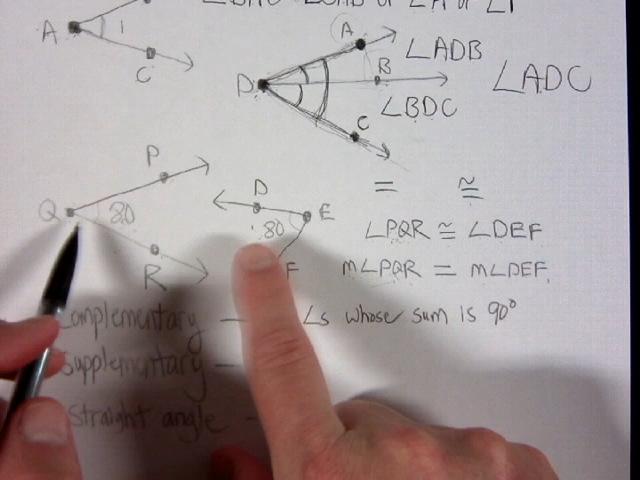 A 1
C
A
∠ADB
D B
∠ADC
∠BDC
C
P
Q 80
R
D
E
80
F
= ≅
∠PQR ≅ ∠DEF
m∠PQR = m∠DEF
Complementary — ∠s whose sum is 90°
Supplementary —
Straight angle -